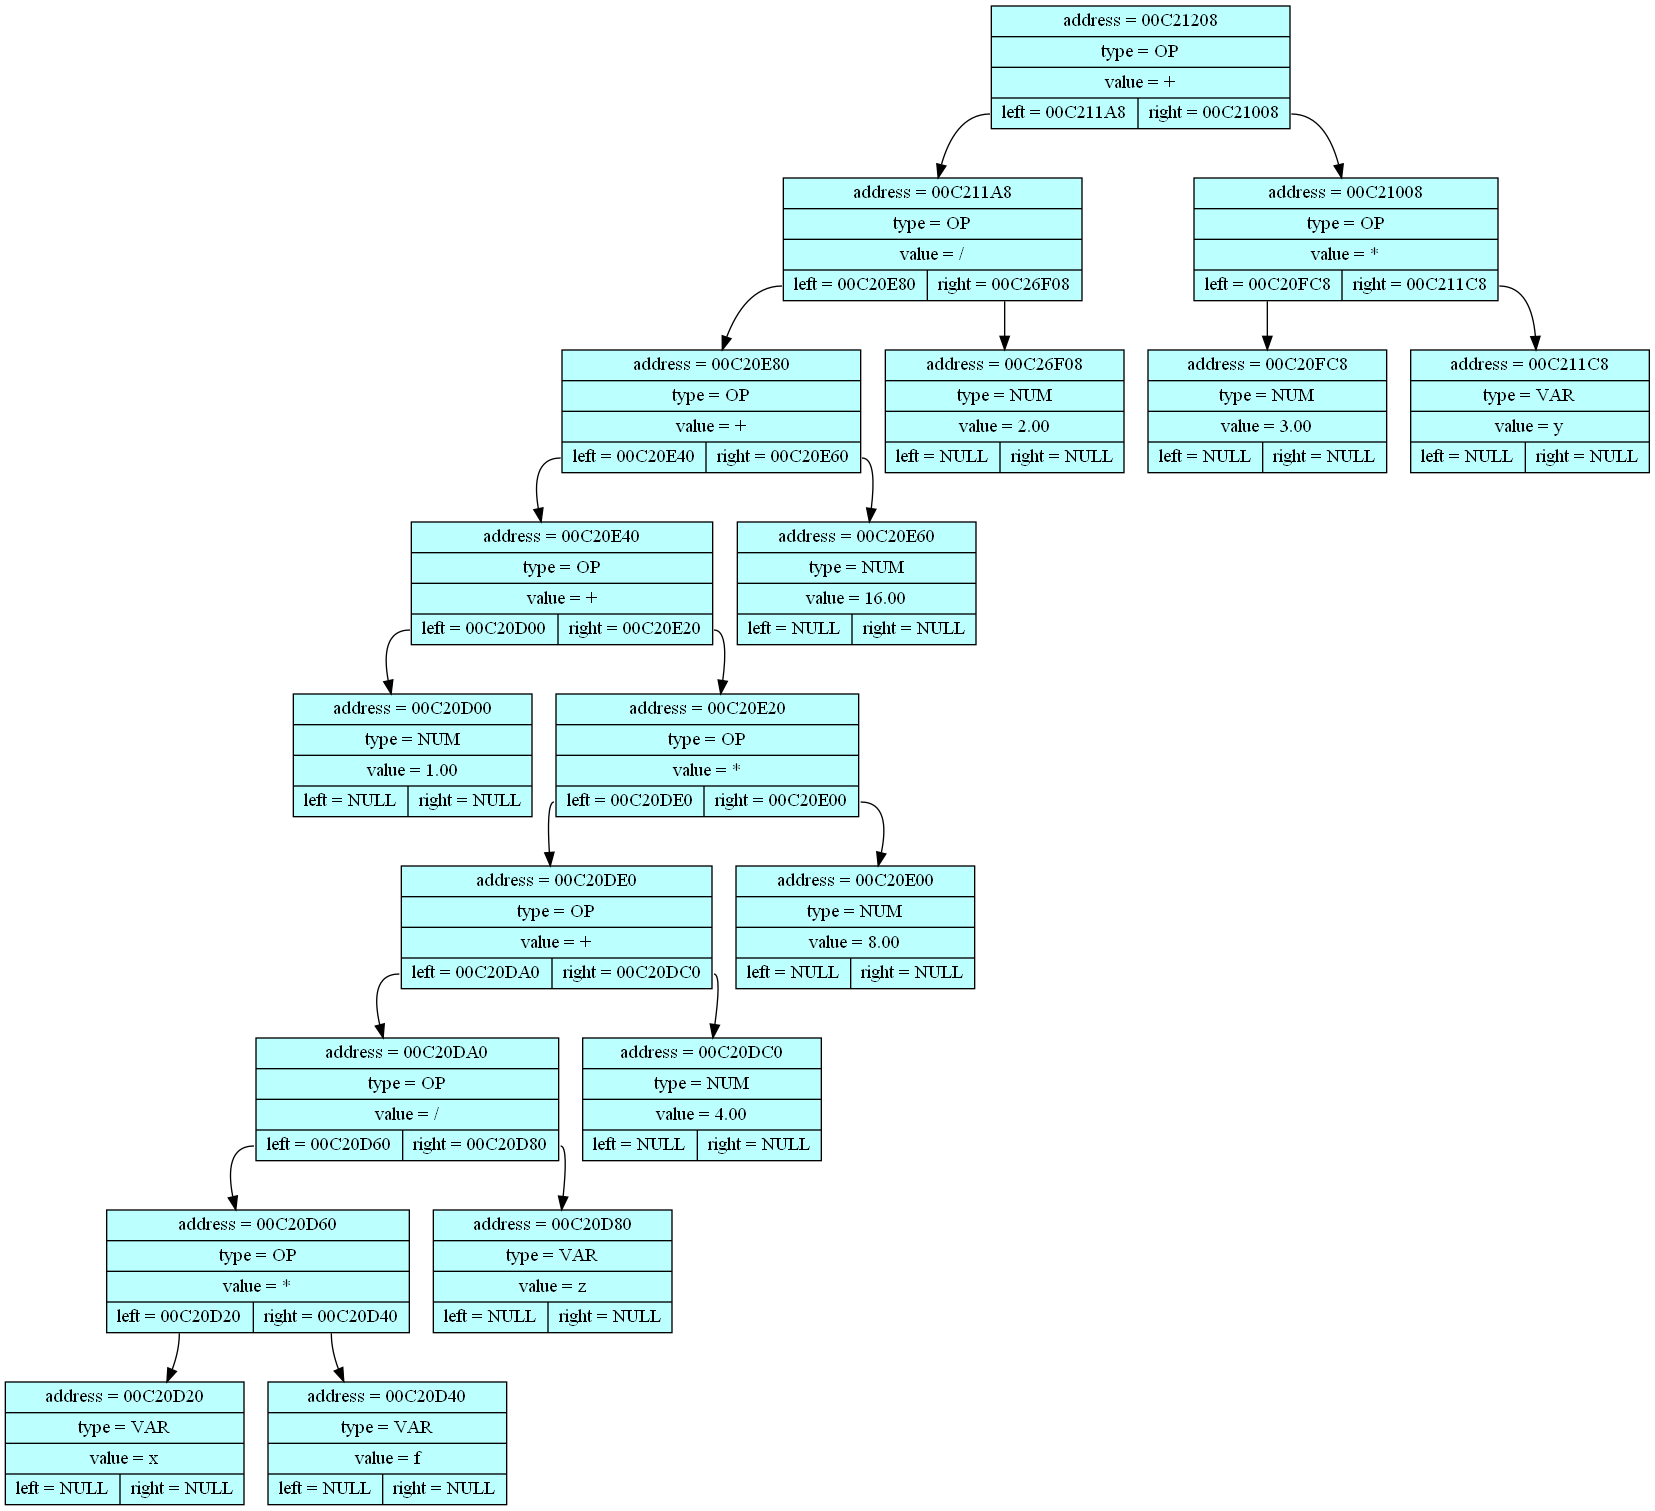 address = 00C21208
type = OP
value = +
left = 00C211A8 right = 00C21008
address = 00C211A8
type = OP
value = /
left = 00C20E80 right = 00C26F08
address = 00C21008
type = OP
value = *
left = 00C20FC8 right = 00C211C8
address = 00C20E80
type = OP
value = +
left = 00C20E40 right = 00C20E60
address = 00C26F08
type = NUM
value = 2.00
left = NULL right = NULL
address = 00C20FC8
type = NUM
value = 3.00
left = NULL right = NULL
address = 00C211C8
type = VAR
value = y
left = NULL right = NULL
address = 00C20E40
type = OP
value = +
left = 00C20D00 right = 00C20E20
address = 00C20E60
type = NUM
value = 16.00
left = NULL right = NULL
address = 00C20D00
type = NUM
value = 1.00
left = NULL right = NULL
address = 00C20E20
type = OP
value = *
left = 00C20DE0 right = 00C20E00
address = 00C20DE0
type = OP
value = +
left = 00C20DA0 right = 00C20DC0
address = 00C20E00
type = NUM
value = 8.00
left = NULL right = NULL
address = 00C20DA0
type = OP
value = /
left = 00C20D60 right = 00C20D80
address = 00C20DC0
type = NUM
value = 4.00
left = NULL right = NULL
address = 00C20D60
type = OP
value = *
left = 00C20D20 right = 00C20D40
address = 00C20D80
type = VAR
value = z
left = NULL right = NULL
address = 00C20D20
type = VAR
value = x
left = NULL right = NULL
address = 00C20D40
type = VAR
value = f
left = NULL right = NULL